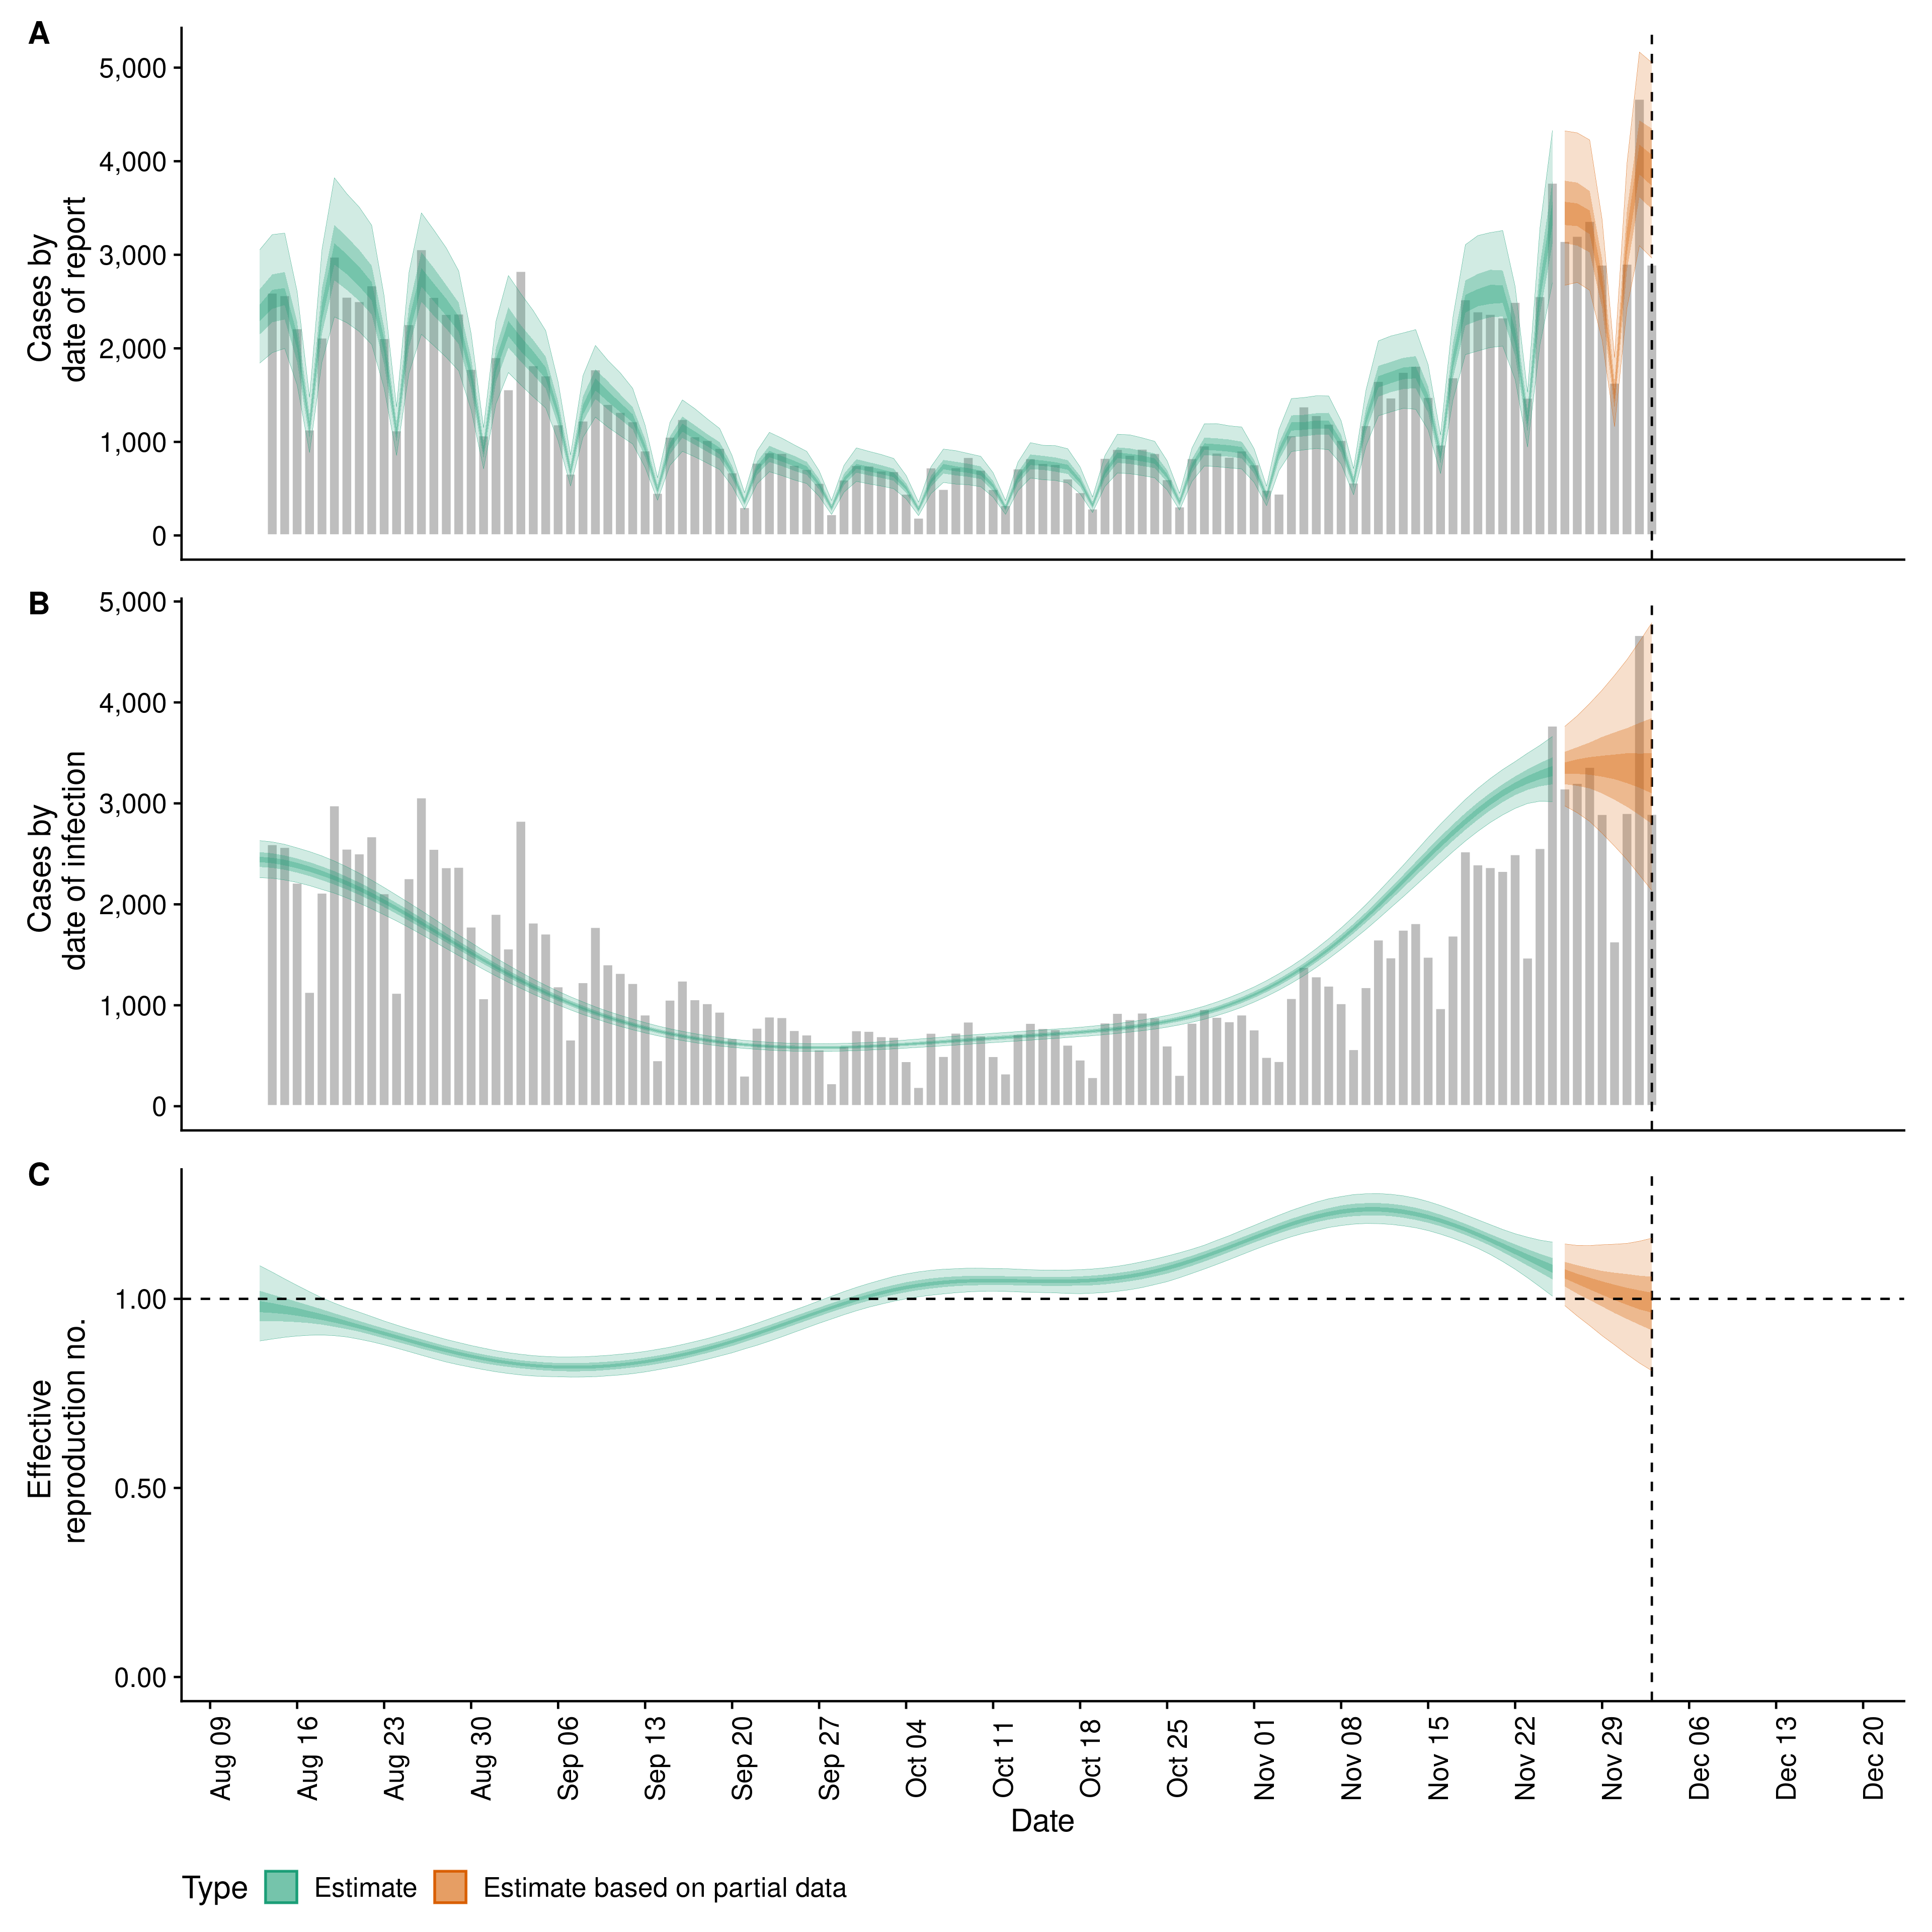 A
5,000
4,000
3,000
2,000
1,000
0
Cases by
date of report
B
5,000
4,000
3,000
2,000
1,000
0
Cases by
date of infection
C
1.00
0.50
0.00
Effective
reproduction no.
Aug 09
Aug 16
Aug 23
Aug 30
Sep 06
Sep 13
Sep 20
Sep 27
Oct 04
Oct 11
Oct 18
Oct 25
Nov 01
Nov 08
Nov 15
Nov 22
Nov 29
Dec 06
Dec 13
Dec 20
Date
Type Estimate Estimate based on partial data